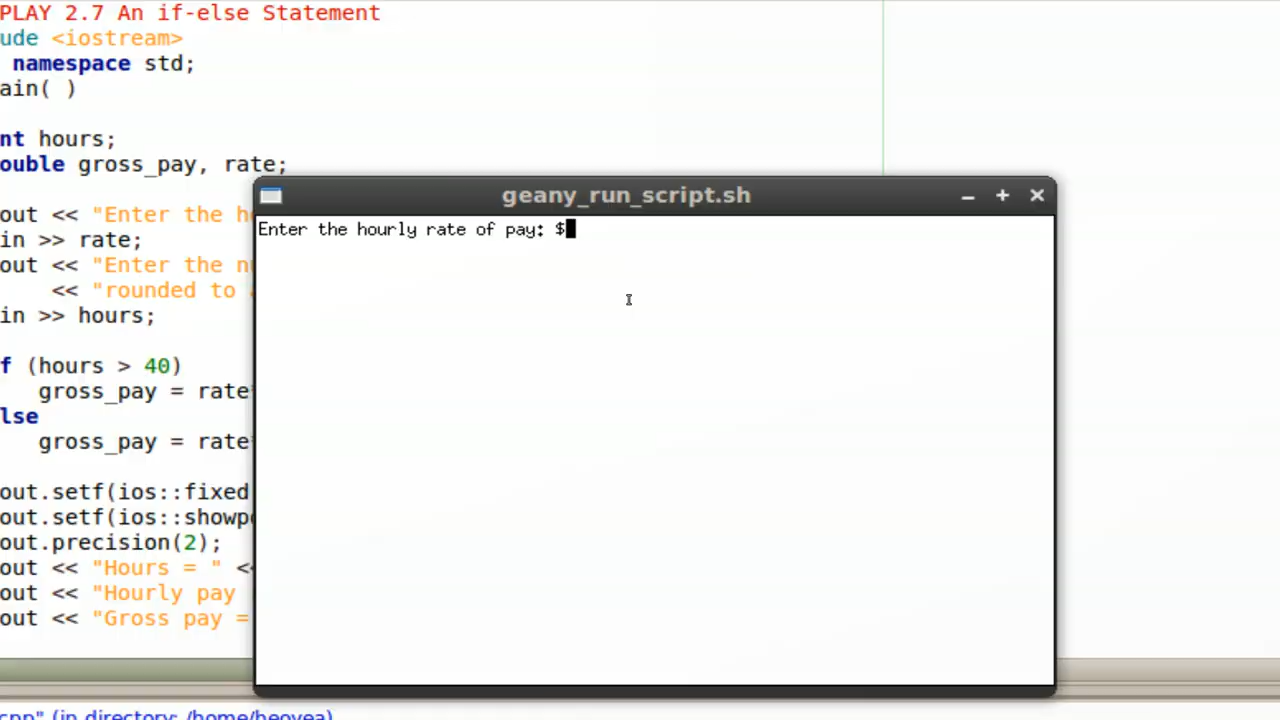 PLAY 2.7 An if-else Statement
ude <iostream>
namespace std;
ain( )
nt hours;
ouble gross_pay, rate;
out << "Enter the h
in >> rate;
out << "Enter the n
<< "rounded to
in >> hours;
f (hours > 40)
gross_pay = rate
lse
gross_pay = rate
out.setf(ios::fixed
out.setf(ios::showp
out.precision(2);
out << "Hours = " <
out << "Hourly pay
out << "Gross pay =
geany_run_script.sh
Enter the hourly rate of pay: $
cpp" (in directory: /home/heoyea)